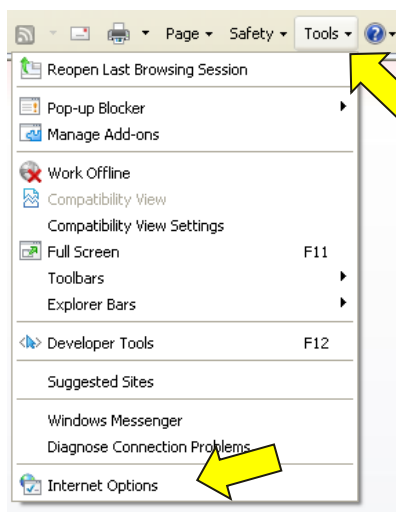 Page Safety Tools
Reopen Last Browsing Session
Pop-up Blocker
Manage Add-ons
Work Offline
Compatibility View
Compatibility View Settings
Full Screen F11
Toolbars
Explorer Bars
Developer Tools F12
Suggested Sites
Windows Messenger
Diagnose Connection Problems
Internet Options